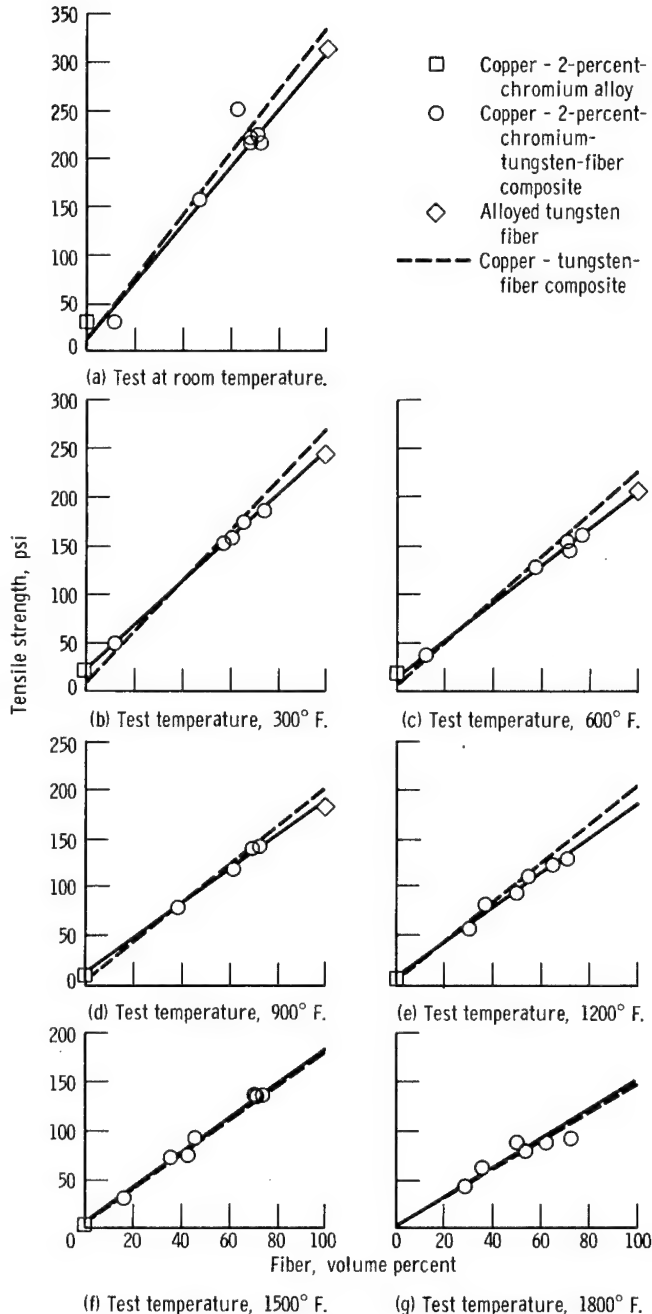 350
300
250
200
150
100
50
0
(a) Test at room temperature.
Copper - 2-percent-
chromium alloy
Copper - 2-percent-
chromium-
tungsten-fiber
composite
Alloyed tungsten
fiber
Copper - tungsten-
fiber composite
Tensile strength, psi
300
250
200
150
100
50
0
(b) Test temperature, 300° F.
(c) Test temperature, 600° F.
250
200
150
100
50
0
(d) Test temperature, 900° F.
(e) Test temperature, 1200° F.
200
150
100
50
0 20 40 60 80 100
0 20 40 60 80 100
Fiber, volume percent
(f) Test temperature, 1500° F.
(g) Test temperature, 1800° F.